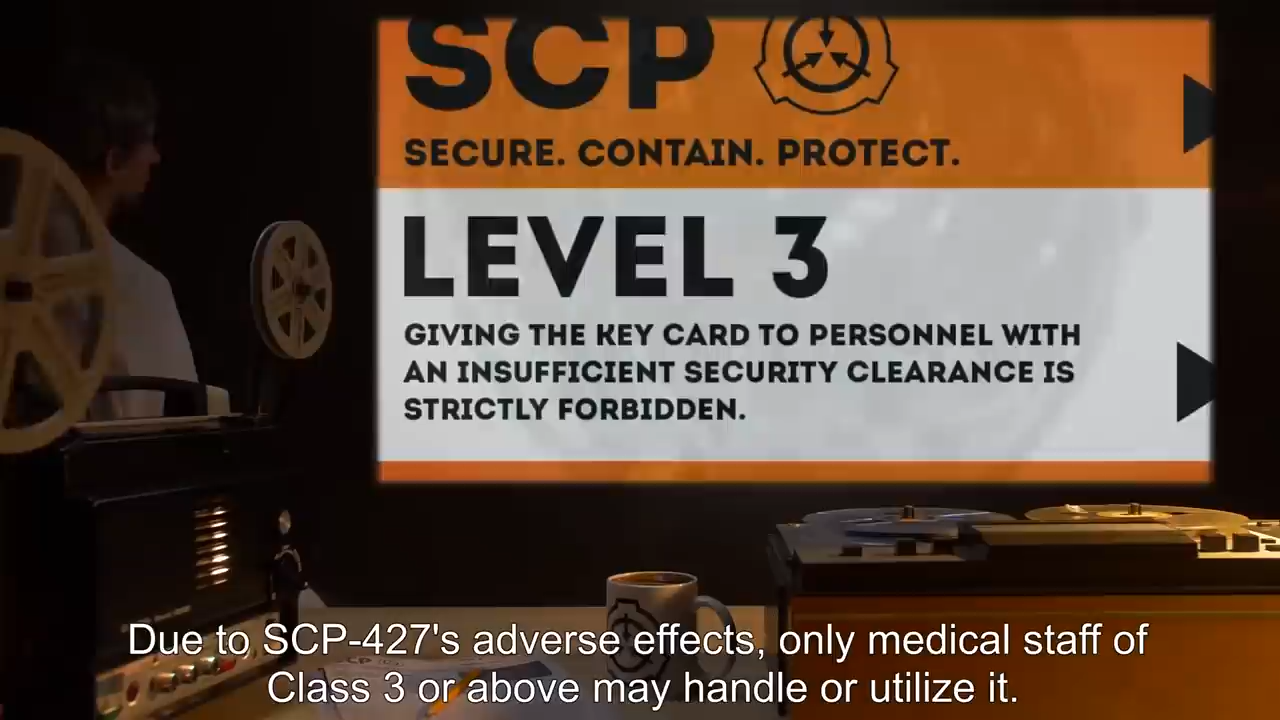 SCP
SECURE. CONTAIN. PROTECT.
LEVEL 3
GIVING THE KEY CARD TO PERSONNEL WITH
AN INSUFFICIENT SECURITY CLEARANCE IS
STRICTLY FORBIDDEN.
SCP
Due to SCP-427's adverse effects, only medical staff of
Class 3 or above may handle or utilize it.